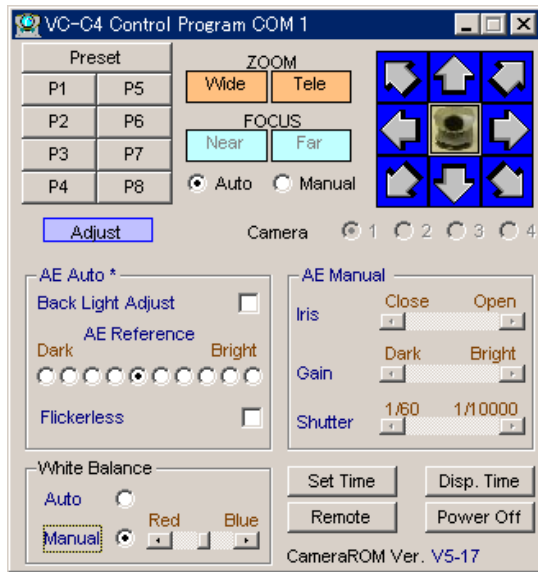 VC-C4 Control Program COM 1
Preset
P1 P5
P2 P6
P3 P7
P4 P8
ZOOM
Wide Tele
FOCUS
Near Far
Auto Manual
Adjust
Camera 1 2 3 4
AE Auto *
Back Light Adjust
AE Reference
Dark Bright
Flickerless
AE Manual
Iris Close Open
Gain Dark Bright
Shutter 1/60 1/10000
White Balance
Auto
Manual Red Blue
Set Time Disp. Time
Remote Power Off
CameraROM Ver. V5-17